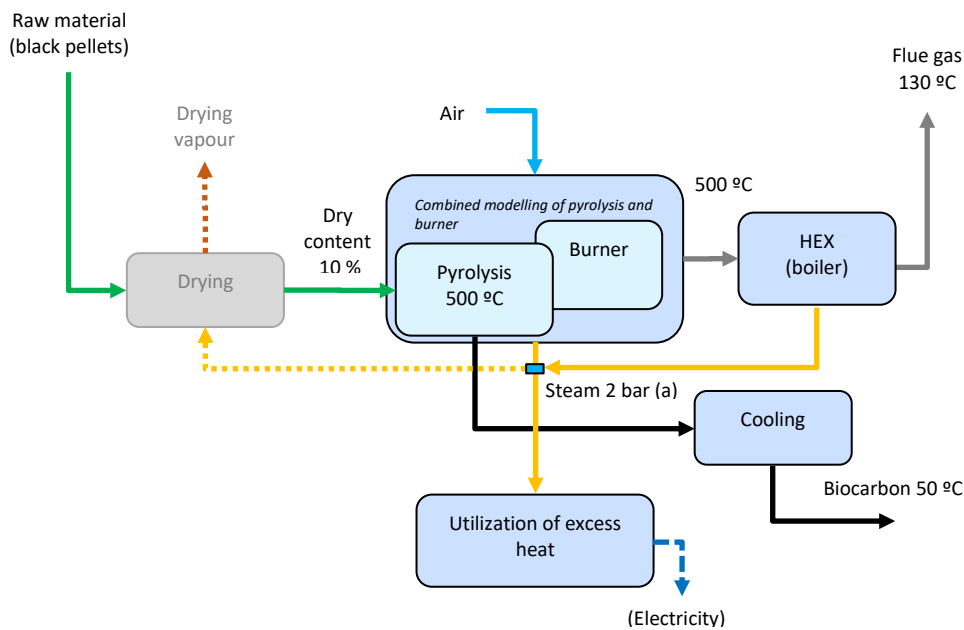 Raw material
(black pellets)
Flue gas
130 ºC
Drying
vapour
Air
500 ºC
Combined modelling of pyrolysis and
burner
Dry
content
10 %
Burner
HEX
(boiler)
Pyrolysis
500 ºC
Drying
Steam 2 bar (a)
Cooling
Biocarbon 50 ºC
Utilization of excess
heat
(Electricity)